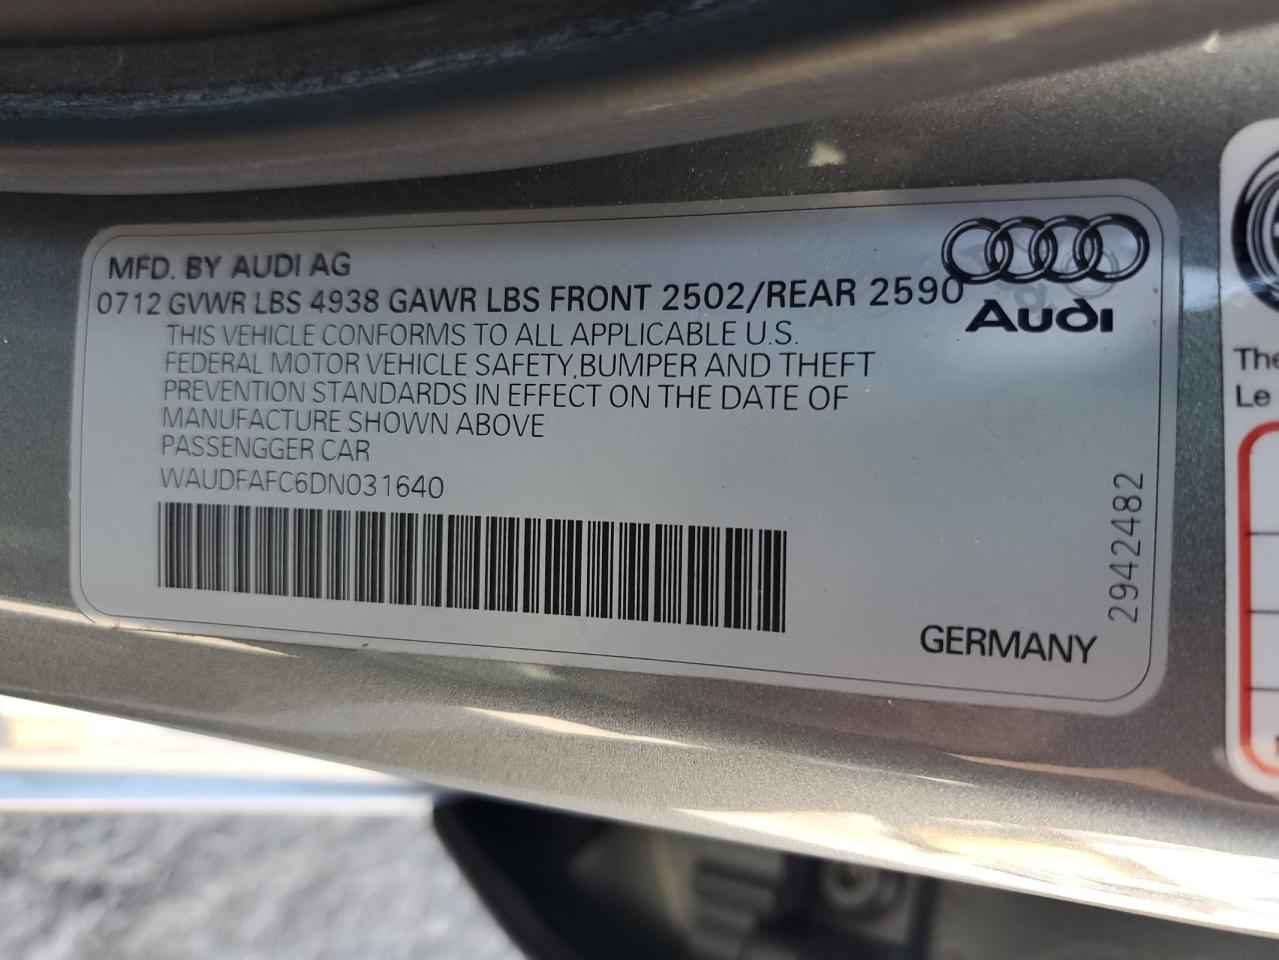 MFD. BY AUDI AG
0712 GVWR LBS 4938 GAWR LBS FRONT 2502/REAR 2590
THIS VEHICLE CONFORMS TO ALL APPLICABLE U.S.
FEDERAL MOTOR VEHICLE SAFETY,BUMPER AND THEFT
PREVENTION STANDARDS IN EFFECT ON THE DATE OF
MANUFACTURE SHOWN ABOVE
PASSENGGER CAR
WAUDFAFC6DN031640
Audi
2942482
GERMANY
The
Le